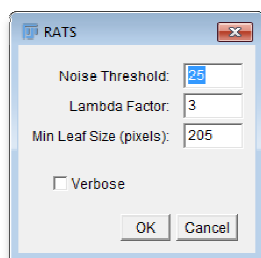 RATS
Noise Threshold: 25
Lambda Factor: 3
Min Leaf Size (pixels): 205
Verbose
OK Cancel